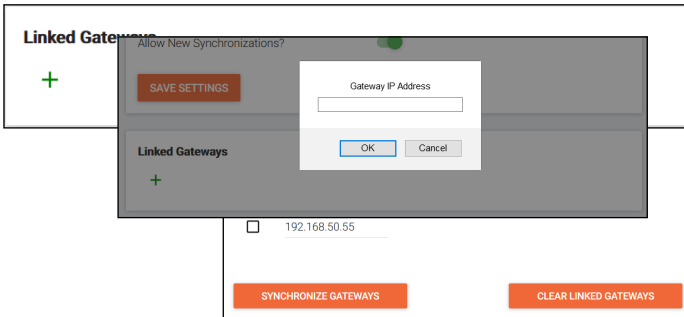 Linked Gateways
+
Allow New Synchronizations?
SAVE SETTINGS
Gateway IP Address
OK Cancel
Linked Gateways
+
192.168.50.55
SYNCHRONIZE GATEWAYS CLEAR LINKED GATEWAYS